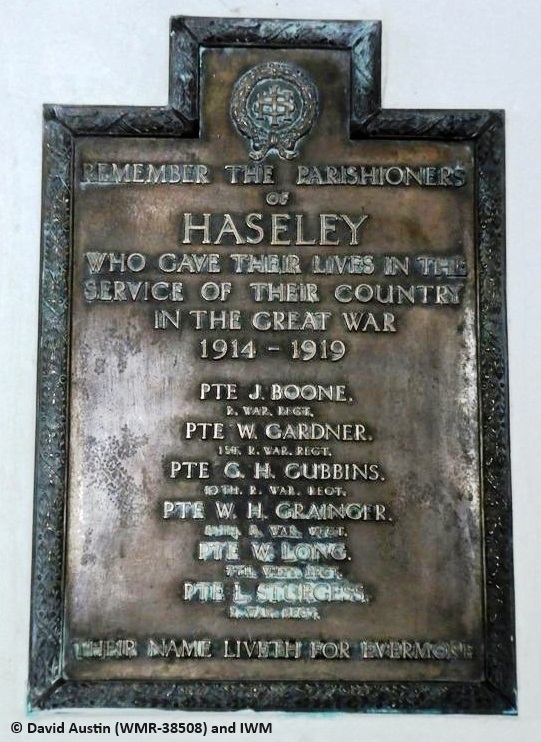 IHS
REMEMBER THE PARISHIONERS
OF
HASELEY
WHO GAVE THEIR LIVES IN THE
SERVICE OF THEIR COUNTRY
IN THE GREAT WAR
1914 - 1919
PTE J. BOONE.
R. WAR. REGT.
PTE W. GARDNER.
1ST. R. WAR. REGT.
PTE G. H. GUBBINS.
10TH. R. WAR. REGT.
PTE W. H. GRAINGER.
R. WAR.
PTE W. LONG.
REGT.
PTE L. STURGESS.
R. WAR. REGT.
THEIR NAME LIVETH FOR EVERMORE
© David Austin (WMR-38508) and IWM